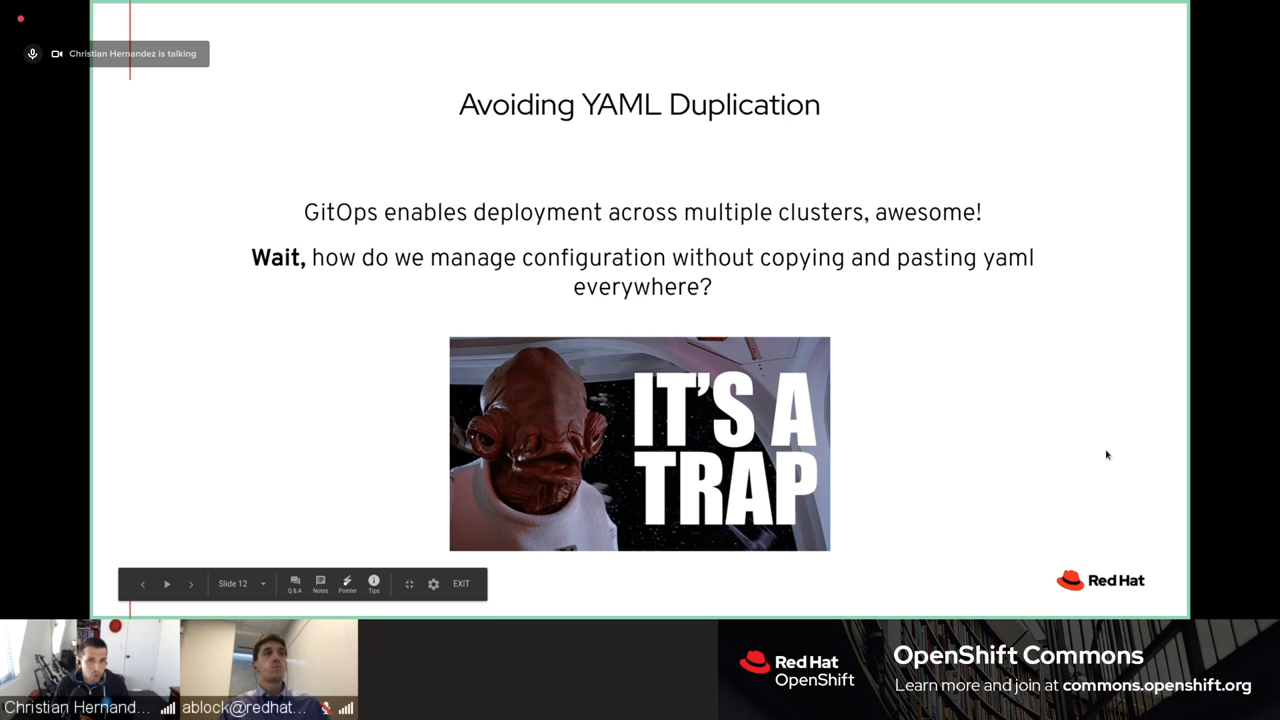 Christian Hernandez is talking
Avoiding YAML Duplication
GitOps enables deployment across multiple clusters, awesome!
Wait, how do we manage configuration without copying and pasting yaml
everywhere?
IT'S A
TRAP
Slide 12
Q & A
Notes
Pointer
Tips
EXIT
Red Hat
Christian Hernand...
ablock@redhat...
Red Hat
OpenShift
OpenShift Commons
Learn more and join at commons.openshift.org